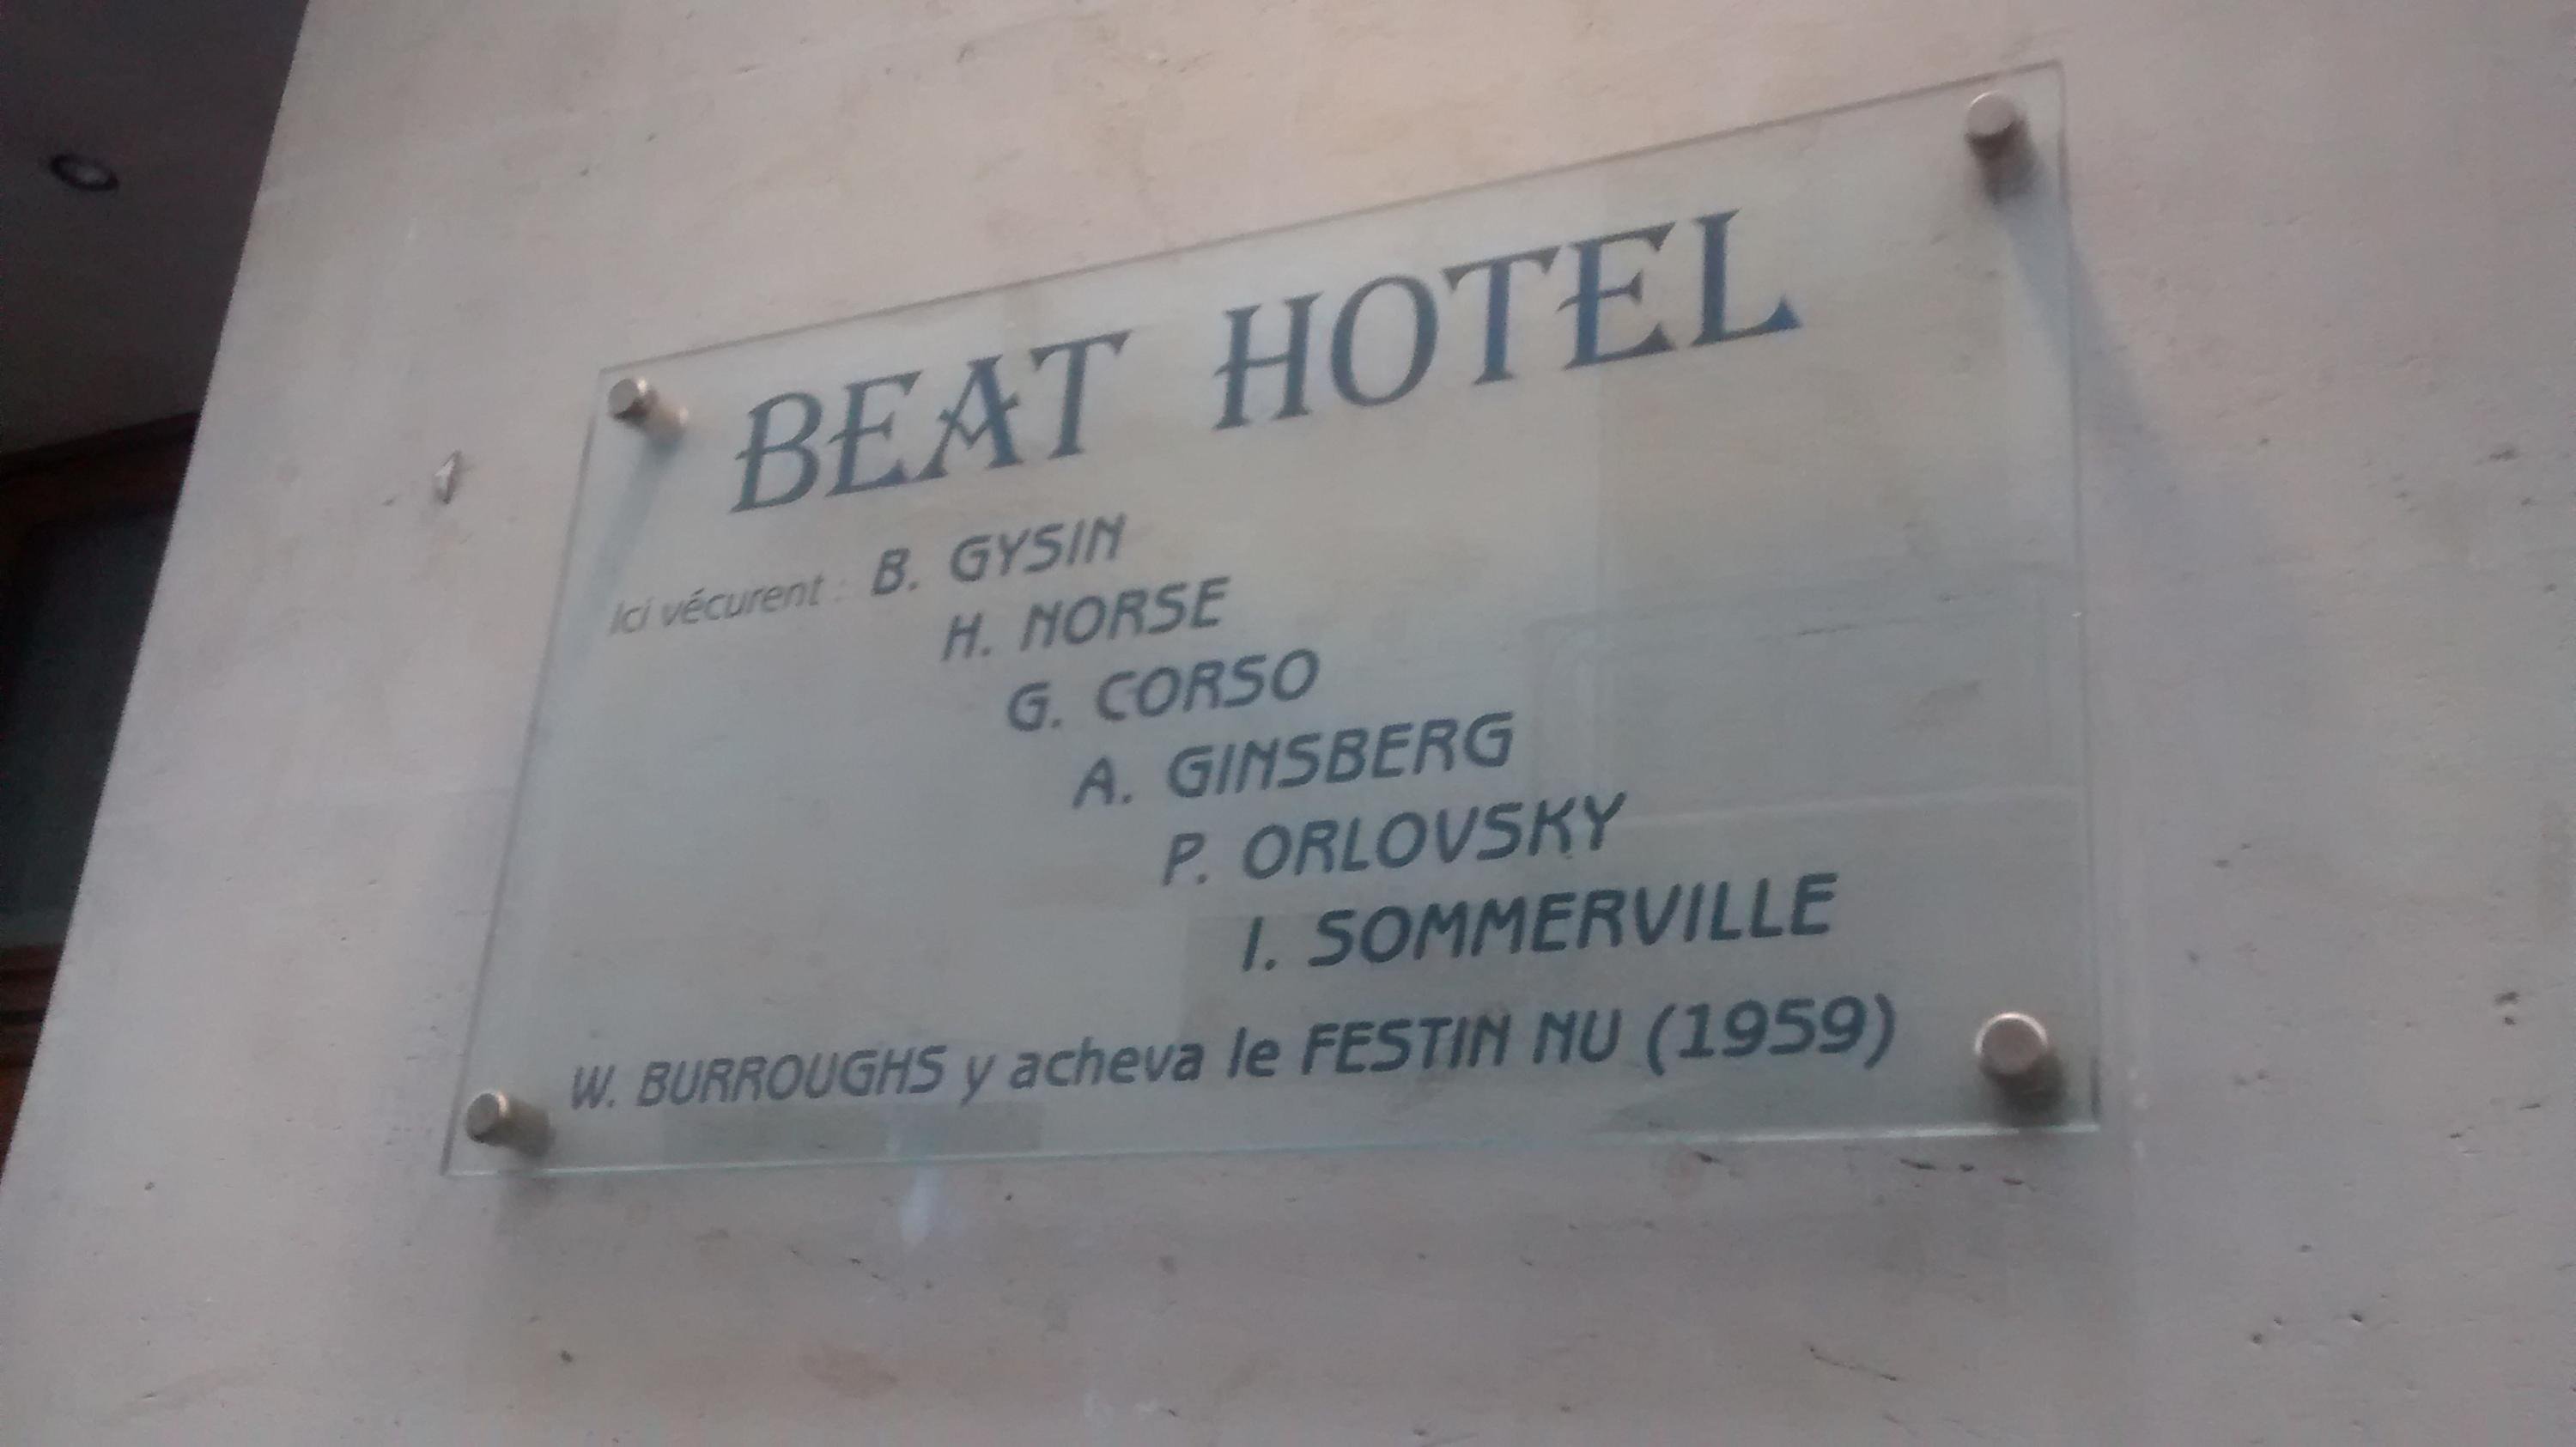 BEAT HOTEL
Ici vécurent : B. GYSIN
H. NORSE
G. CORSO
A. GINSBERG
P. ORLOVSKY
I. SOMMERVILLE
W. BURROUGHS y acheva le FESTIN NU (1959)